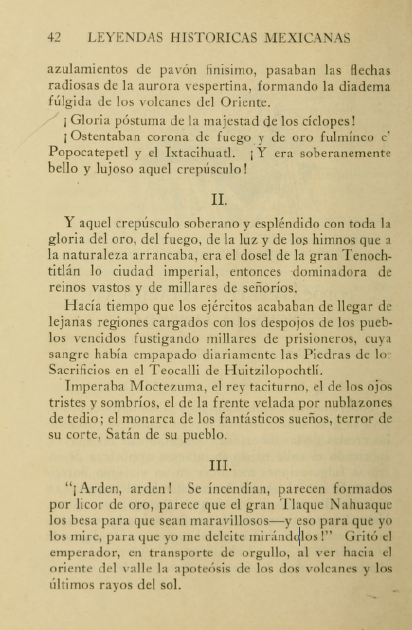 42 LEYENDAS HISTORICAS MEXICANAS
azulamientos de pavón finisimo, pasaban las flechas
radiosas de la aurora vespertina, formando la diadema
fúlgida de los volcanes del Oriente.
¡Gloria póstuma de la majestad de los cíclopes!
¡Ostentaban corona de fuego y de oro fulmíneo e'
Popocatepetl y el Ixtacihuatl. ¡Y era soberanemente
bello y lujoso aquel crepúsculo!
II.
Y aquel crepúsculo soberano y espléndido con toda la
gloria del oro, del fuego, de la luz y de los himnos que a
la naturaleza arrancaba, era el dosel de la gran Tenoch-
titlán lo ciudad imperial, entonces dominadora de
reinos vastos y de millares de señoríos.
Hacía tiempo que los ejércitos acababan de llegar de
lejanas regiones cargados con los despojos de los pueb-
los vencidos fustigando millares de prisioneros, cuya
sangre había empapado diariamente las Piedras de lo
Sacrificios en el Teocalli de Huitzilopochtlí.
Imperaba Moctezuma, el rey taciturno, el de los ojos
tristes y sombríos, el de la frente velada por nublazones
de tedio; el monarca de los fantásticos sueños, terror de
su corte, Satán de su pueblo.
III.
"¡Arden, arden! Se íncendían, parecen formados
por licor de oro, parece que el gran Tlaque Nahuaque
los besa para que sean maravillosos—y eso para que yo
los mire, para que yo me deleite mirándolos!" Gritó el
emperador, en transporte de orgullo, al ver hacia el
oriente del valle la apoteósis de los dos volcanes y los
últimos rayos del sol.